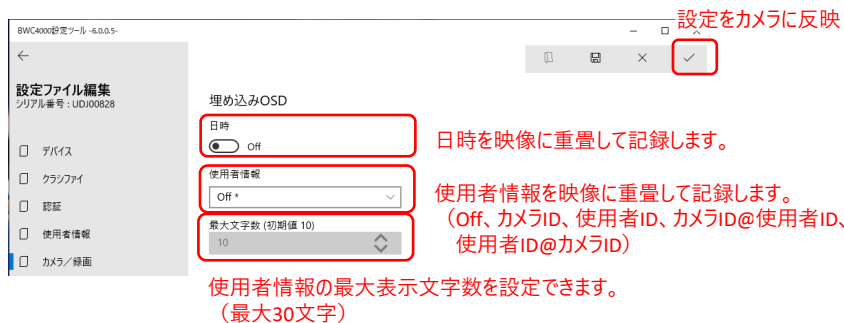 設定をカメラに反映
BWC4000設定ツール -6.0.0.5-
設定ファイル編集
シリアル番号 : UDJ00828
埋め込みOSD
日時
Off
日時を映像に重畳して記録します。
デバイス
クラシファイ
使用者情報
Off *
使用者情報を映像に重畳して記録します。
認証
(Off、カメラID、使用者ID、カメラID@使用者ID、
使用者ID@カメラID)
最大文字数 (初期値 10)
10
使用者情報
カメラ／録画
使用者情報の最大表示文字数を設定できます。
（最大30文字）